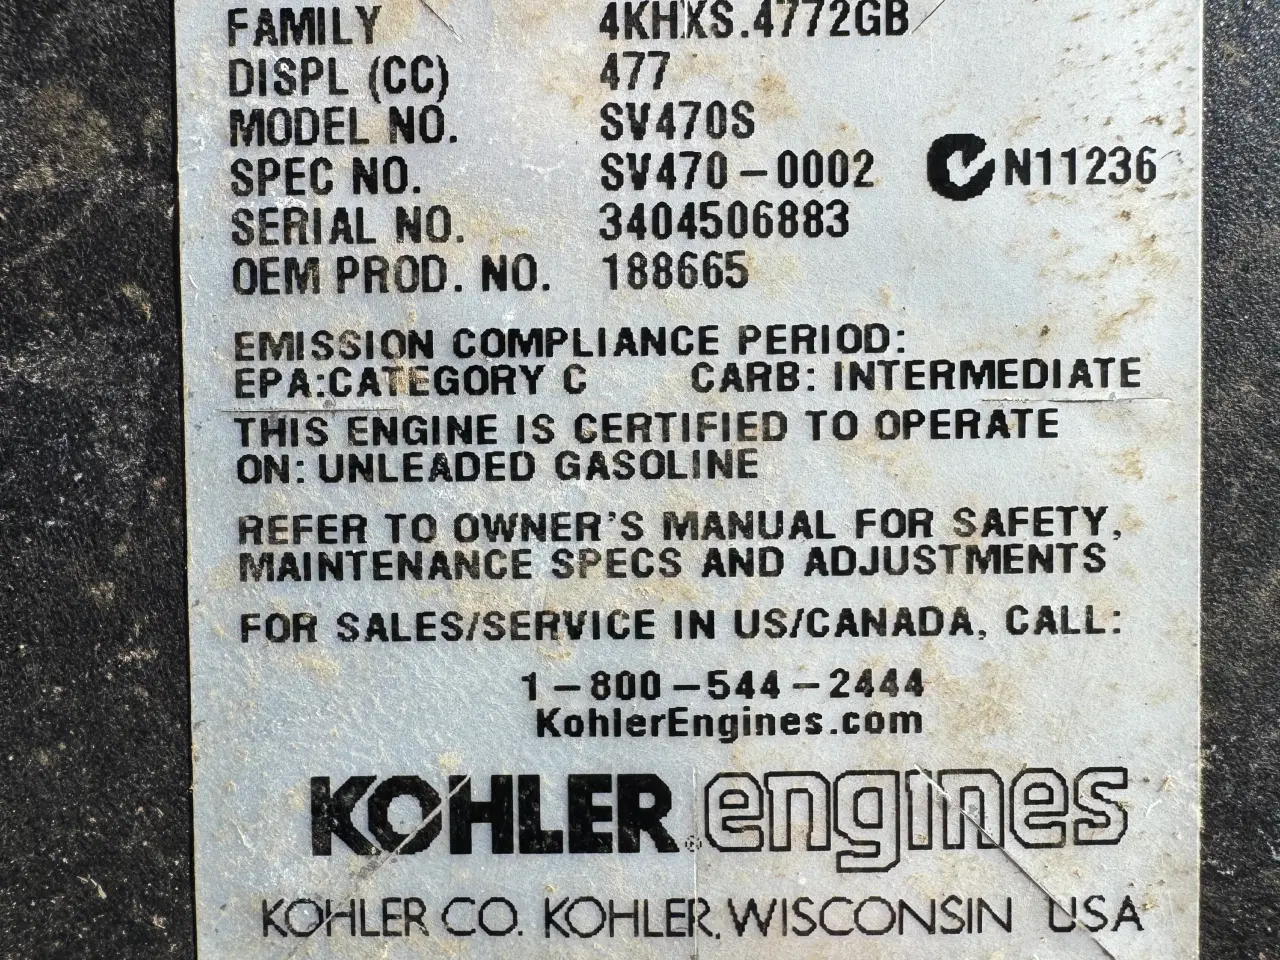 FAMILY 4KHXS.4772GB
DISPL (CC) 477
MODEL NO. SV470S
SPEC NO. SV470-0002 N11236
SERIAL NO. 3404506883
OEM PROD. NO. 188665
EMISSION COMPLIANCE PERIOD:
EPA:CATEGORY C CARB: INTERMEDIATE
THIS ENGINE IS CERTIFIED TO OPERATE
ON: UNLEADED GASOLINE
REFER TO OWNER'S MANUAL FOR SAFETY,
MAINTENANCE SPECS AND ADJUSTMENTS
FOR SALES/SERVICE IN US/CANADA, CALL:
1-800-544-2444
KohlerEngines.com
KOHLER® engines
KOHLER CO. KOHLER, WISCONSIN USA